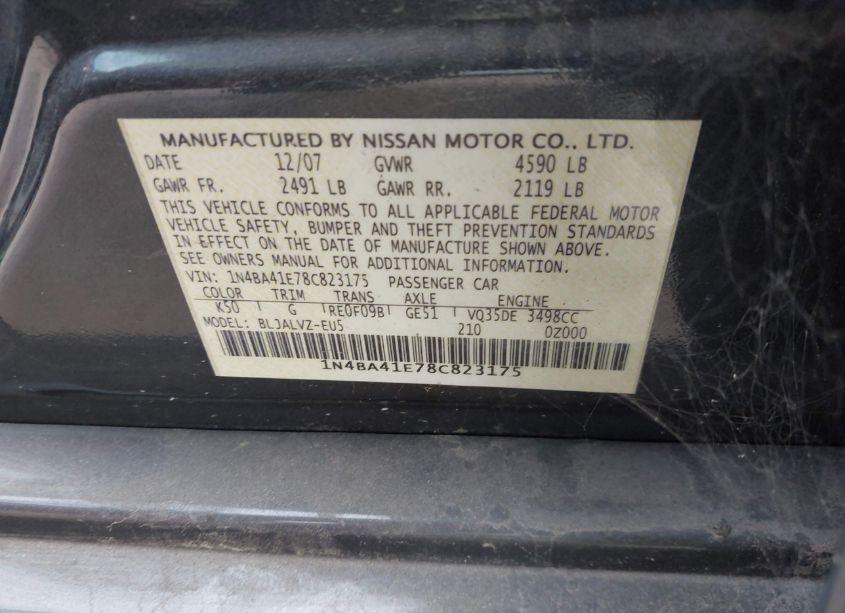 MANUFACTURED BY NISSAN MOTOR CO., LTD.
DATE 12/07 GVWR 4590 LB
GAWR FR. 2491 LB GAWR RR. 2119 LB
THIS VEHICLE CONFORMS TO ALL APPLICABLE FEDERAL MOTOR
VEHICLE SAFETY, BUMPER AND THEFT PREVENTION STANDARDS
IN EFFECT ON THE DATE OF MANUFACTURE SHOWN ABOVE.
SEE OWNERS MANUAL FOR ADDITIONAL INFORMATION.
VIN: 1N4BA41E78C823175 PASSENGER CAR
COLOR TRIM TRANS AXLE ENGINE
K50 G RE0F09B GE51 VQ35DE 3498CC
MODEL: BLJALVZ-EU5 210 0Z000
1N4BA41E78C823175